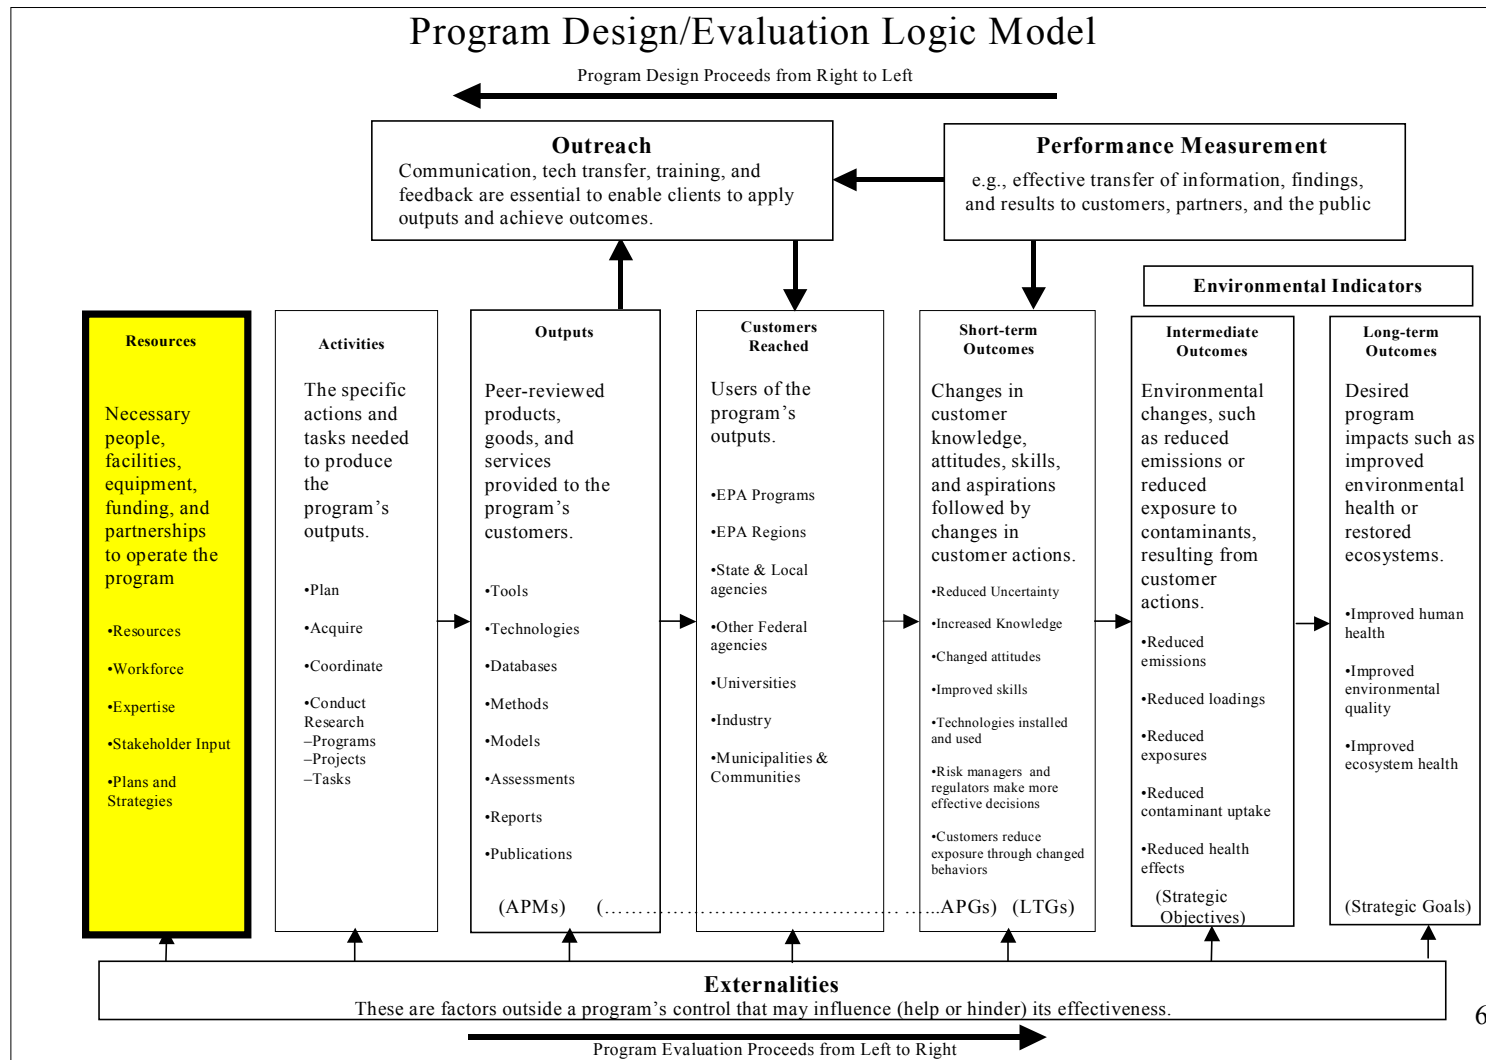 Program Design/Evaluation Logic Model
Program Design Proceeds from Right to Left
Outreach
Communication, tech transfer, training, and
feedback are essential to enable clients to apply
outputs and achieve outcomes.
Performance Measurement
e.g., effective transfer of information, findings,
and results to customers, partners, and the public
Environmental Indicators
Resources
Necessary
people,
facilities,
equipment,
funding, and
partnerships
to operate the
program
•Resources
•Workforce
•Expertise
•Stakeholder Input
•Plans and
Strategies
Activities
The specific
actions and
tasks needed
to produce
the
program's
outputs.
•Plan
•Acquire
•Coordinate
•Conduct
Research
–Programs
–Projects
–Tasks
Outputs
Peer-reviewed
products,
goods, and
services
provided to the
program's
customers.
•Tools
•Technologies
•Databases
•Methods
•Models
•Assessments
•Reports
•Publications
Customers
Reached
Users of the
program's
outputs.
•EPA Programs
•EPA Regions
•State & Local
agencies
•Other Federal
agencies
•Universities
•Industry
•Municipalities &
Communities
Short-term
Outcomes
Changes in
customer
knowledge,
attitudes, skills,
and aspirations
followed by
changes in
customer actions.
•Reduced Uncertainty
•Increased Knowledge
•Changed attitudes
•Improved skills
•Technologies installed
and used
•Risk managers and
regulators make more
effective decisions
•Customers reduce
exposure through changed
behaviors
(APMs) (……………………………………. …...APGs) (LTGs)
Intermediate
Outcomes
Environmental
changes, such
as reduced
emissions or
reduced
exposure to
contaminants,
resulting from
customer
actions.
•Reduced
emissions
•Reduced loadings
•Reduced
exposures
•Reduced
contaminant uptake
•Reduced health
effects
(Strategic
Objectives)
Long-term
Outcomes
Desired
program
impacts such as
improved
environmental
health or
restored
ecosystems.
•Improved human
health
•Improved
environmental
quality
•Improved
ecosystem health
(Strategic Goals)
Externalities
These are factors outside a program's control that may influence (help or hinder) its effectiveness.
Program Evaluation Proceeds from Left to Right
6